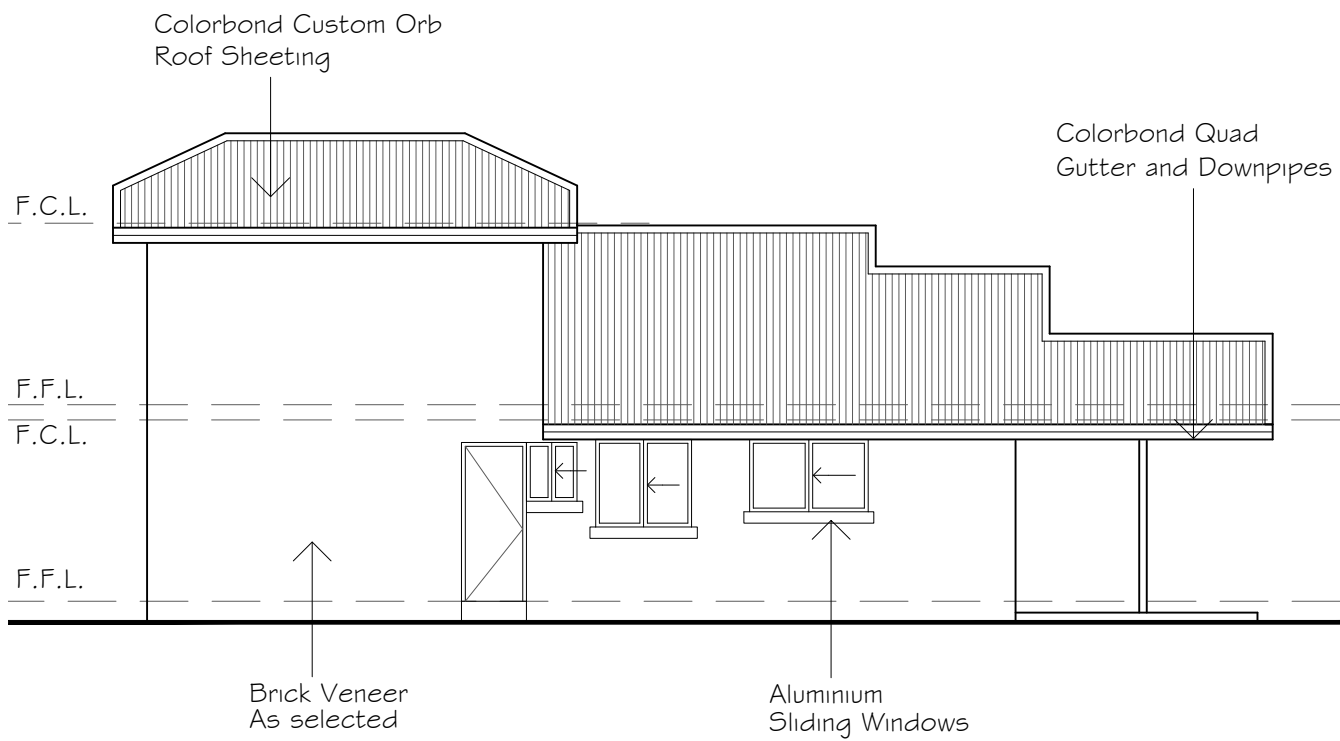 Colorbond Custom Orb
Roof Sheeting
Colorbond Quad
Gutter and Downpipes
F.C.L.
F.F.L.
F.C.L.
F.F.L.
Brick Veneer
As selected
Aluminium
Sliding Windows